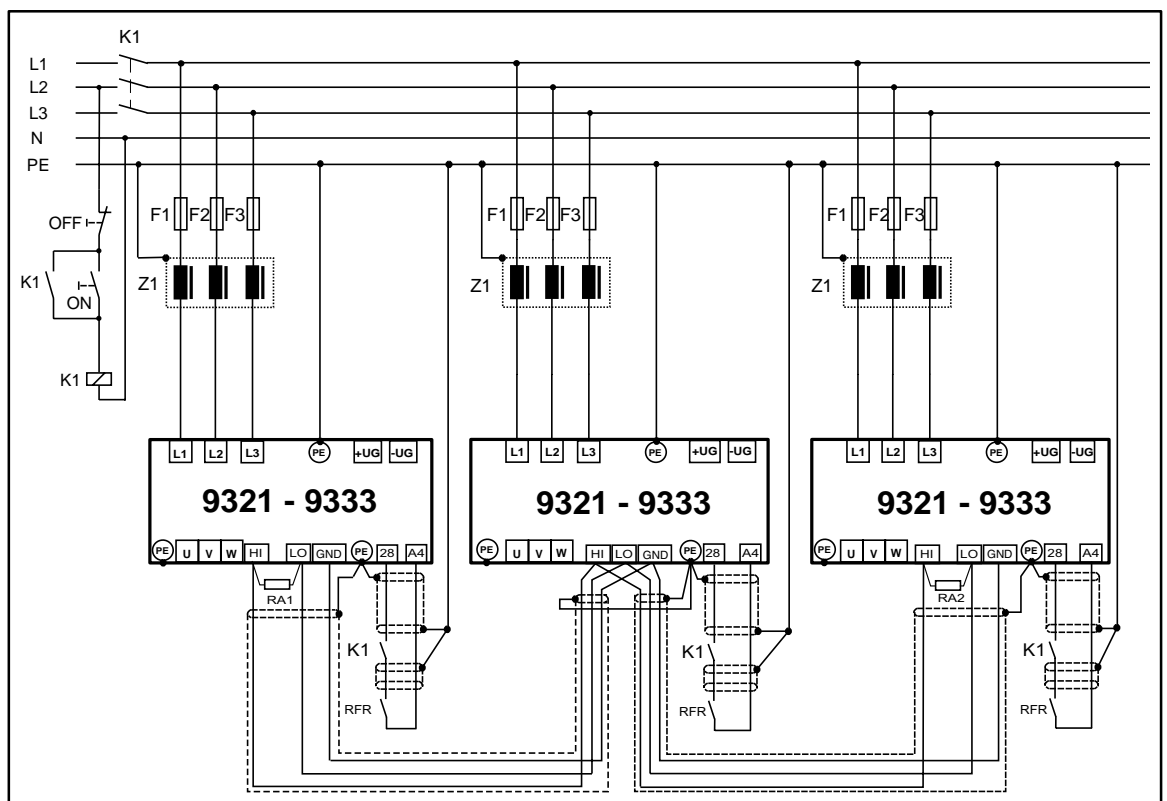 K1
L1
L2
L3
N
PE
OFF
K1
ON
K1
F1 F2 F3
Z1
F1 F2 F3
Z1
F1 F2 F3
Z1
L1 L2 L3 PE +UG -UG
9321 - 9333
PE U V W HI LO GND PE 28 A4
RA1
K1
RFR
L1 L2 L3 PE +UG -UG
9321 - 9333
PE U V W HI LO GND PE 28 A4
K1
RFR
L1 L2 L3 PE +UG -UG
9321 - 9333
PE U V W HI LO GND PE 28 A4
RA2
K1
RFR